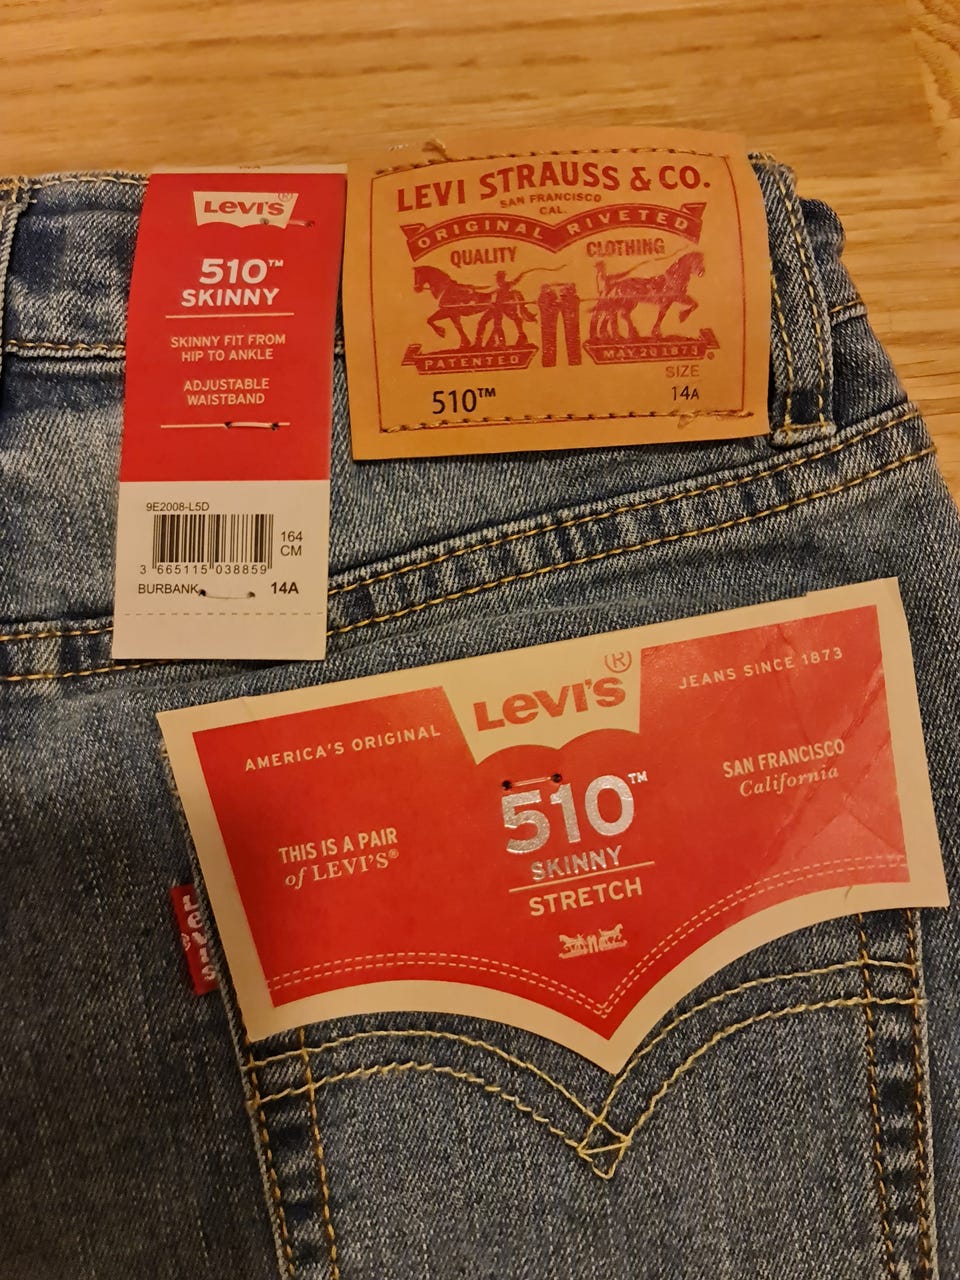 LEVI'S®
510™
SKINNY
SKINNY FIT FROM
HIP TO ANKLE
ADJUSTABLE
WAISTBAND
9E2008-L5D
164
CM
3 665115 038859
BURBANK 14A
LEVI STRAUSS & CO.
SAN FRANCISCO
CAL.
ORIGINAL RIVETED
QUALITY CLOTHING
PATENTED MAY 20 1873
SIZE
510™ 14A
LEVI'S®
AMERICA'S ORIGINAL
JEANS SINCE 1873
510™
SKINNY
STRETCH
THIS IS A PAIR
of LEVI'S®
SAN FRANCISCO
California
LEVI'S